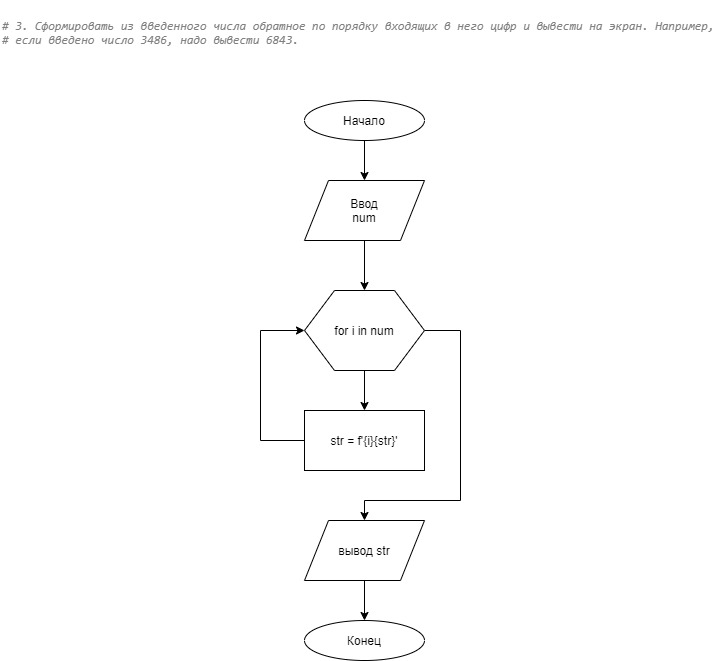 # 3. Сформировать из введенного числа обратное по порядку входящих в него цифр и вывести на экран. Например,
# если введено число 3486, надо вывести 6843.
Начало
Ввод
num
for i in num
str = f'{i}{str}'
вывод str
Конец